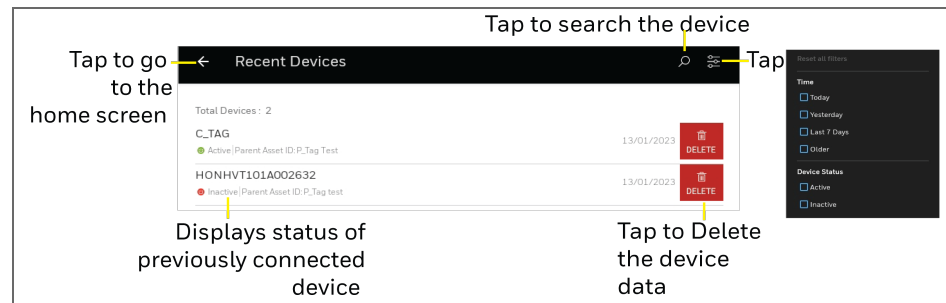 Tap to search the device
Tap to go
to the
home screen
Recent Devices
Tap
Total Devices : 2
C_TAG
Active|Parent Asset ID:P_Tag Test
13/01/2023
DELETE
HONHVT101A002632
Inactive|Parent Asset ID:P_Tag test
13/01/2023
DELETE
Displays status of
previously connected
device
Tap to Delete
the device
data
Reset all filters
Time
Today
Yesterday
Last 7 Days
Older
Device Status
Active
Inactive